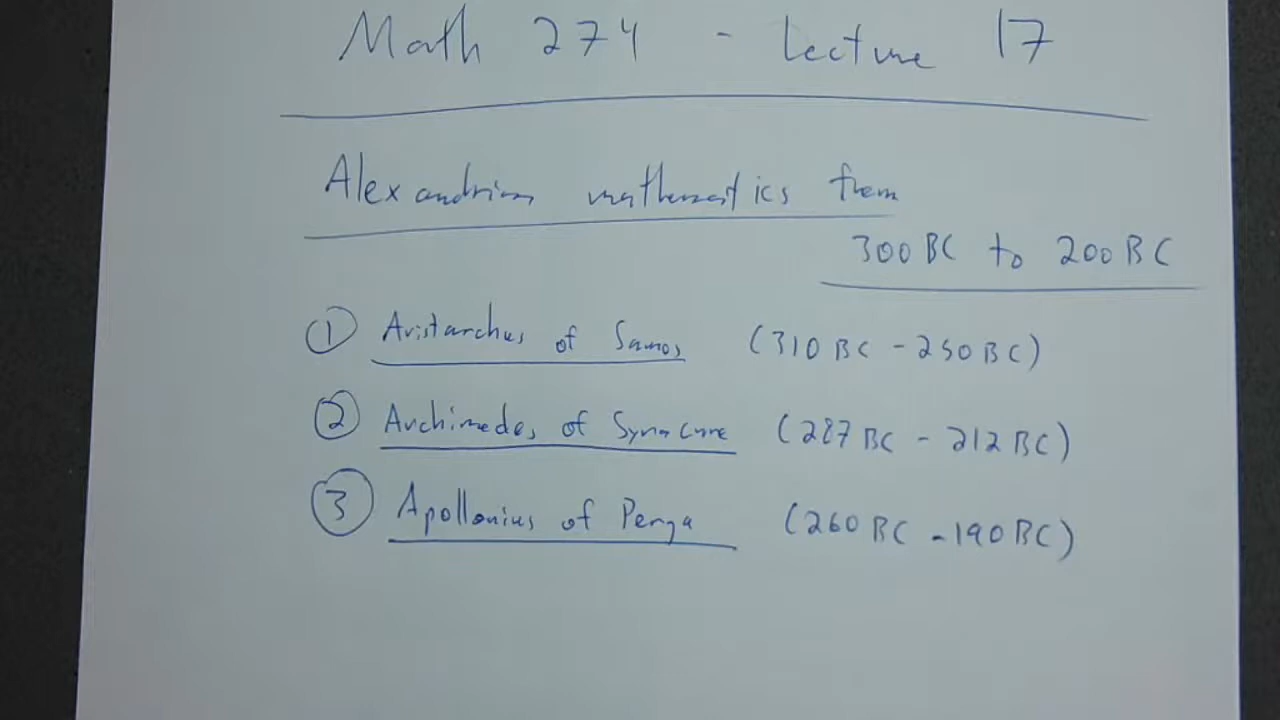 Math 274 - Lecture 17
Alexandrian mathematics from
300 BC to 200 BC
① Aristarchus of Samos (310 BC - 250 BC)
② Archimedes of Syracuse (287 BC - 212 BC)
③ Apollonius of Perga (260 BC - 190 BC)